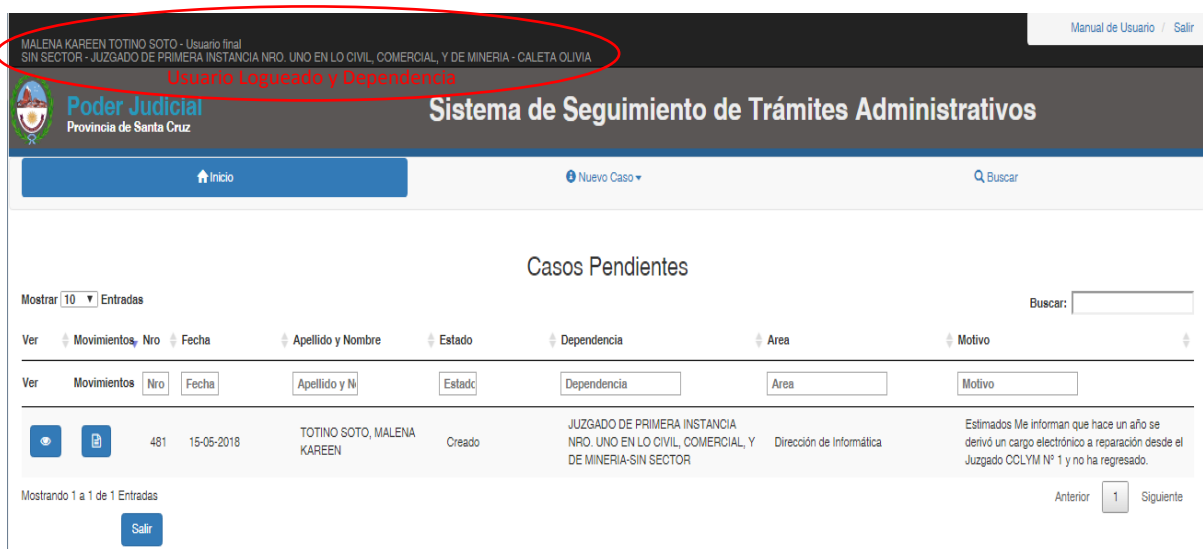 Manual de Usuario / Salir
MALENA KAREEN TOTINO SOTO - Usuario final
SIN SECTOR - JUZGADO DE PRIMERA INSTANCIA NRO. UNO EN LO CIVIL, COMERCIAL, Y DE MINERIA - CALETA OLIVIA
Usuario Logueado y Dependencia
Poder Judicial
Provincia de Santa Cruz
Sistema de Seguimiento de Trámites Administrativos
Inicio
Nuevo Caso
Buscar
Casos Pendientes
Mostrar 10 Entradas
Buscar:
Ver Movimientos Nro Fecha Apellido y Nombre Estado Dependencia Area Motivo
Ver Movimientos Nro Fecha Apellido y N Estado Dependencia Area Motivo
481 15-05-2018
TOTINO SOTO, MALENA
KAREEN
Creado
JUZGADO DE PRIMERA INSTANCIA
NRO. UNO EN LO CIVIL, COMERCIAL, Y
DE MINERIA-SIN SECTOR
Dirección de Informática
Estimados Me informan que hace un año se
derivó un cargo electrónico a reparación desde el
Juzgado CCLYM Nº 1 y no ha regresado.
Mostrando 1 a 1 de 1 Entradas
Anterior 1 Siguiente
Salir